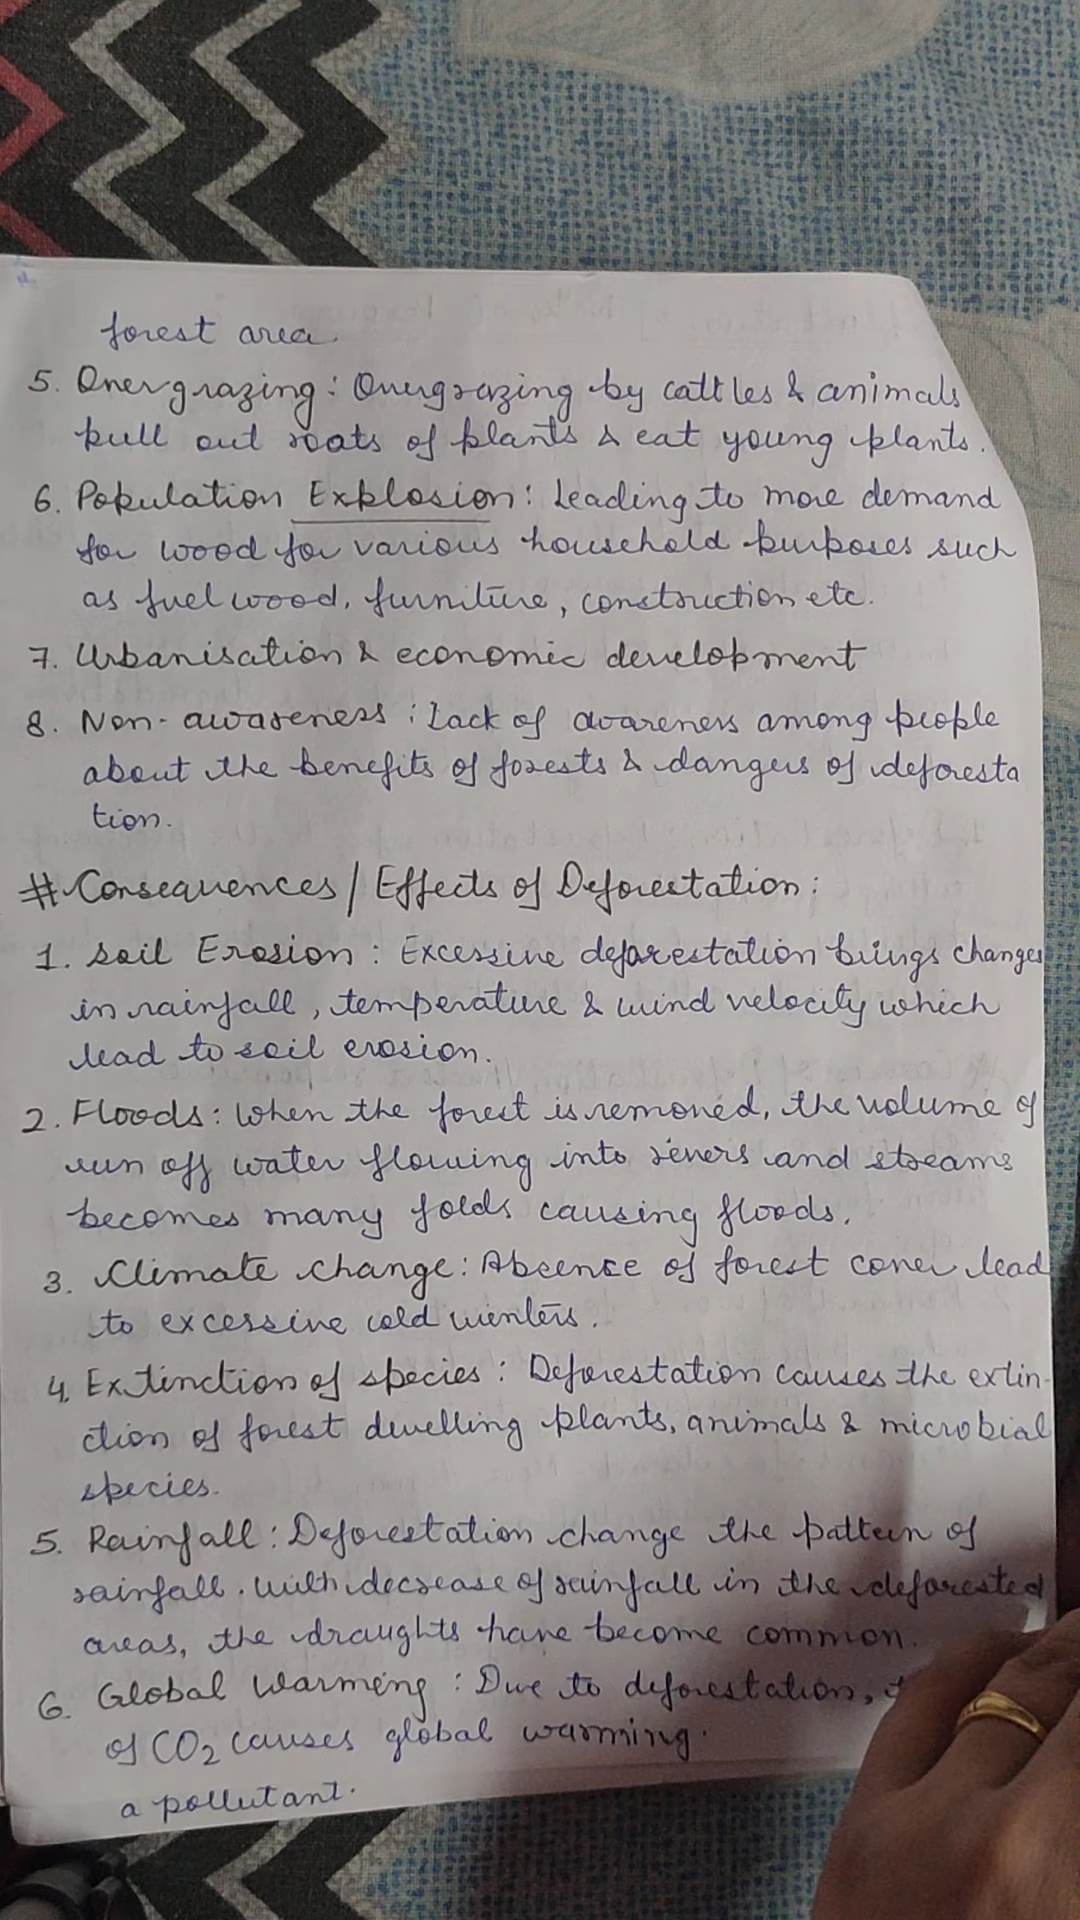 forest area
5. Overgrazing : Overgrazing by cattles & animals
pull out roots of plants & eat young plants.
6. Population Explosion : Leading to more demand
for wood for various household purposes such
as fuel wood, furniture, construction etc.
7. Urbanisation & economic development
8. Non-awareness : Lack of awareness among people
about the benefits of forests & dangers of deforesta
tion.
# Consequences / Effects of Deforestation :
1. Soil Erosion : Excessive deforestation brings changes
in rainfall, temperature & wind velocity which
lead to soil erosion.
2. Floods : When the forest is removed, the volume of
run off water flowing into rivers and streams
becomes many folds causing floods.
3. Climate change : Absence of forest cover lead
to excessive cold winters.
4. Extinction of species : Deforestation causes the extin-
ction of forest dwelling plants, animals & microbial
species.
5. Rainfall : Deforestation change the pattern of
rainfall. With decrease of rainfall in the deforested
areas, the draughts have become common.
6. Global Warming : Due to deforestation,
of CO2 causes global warming.
a pollutant.